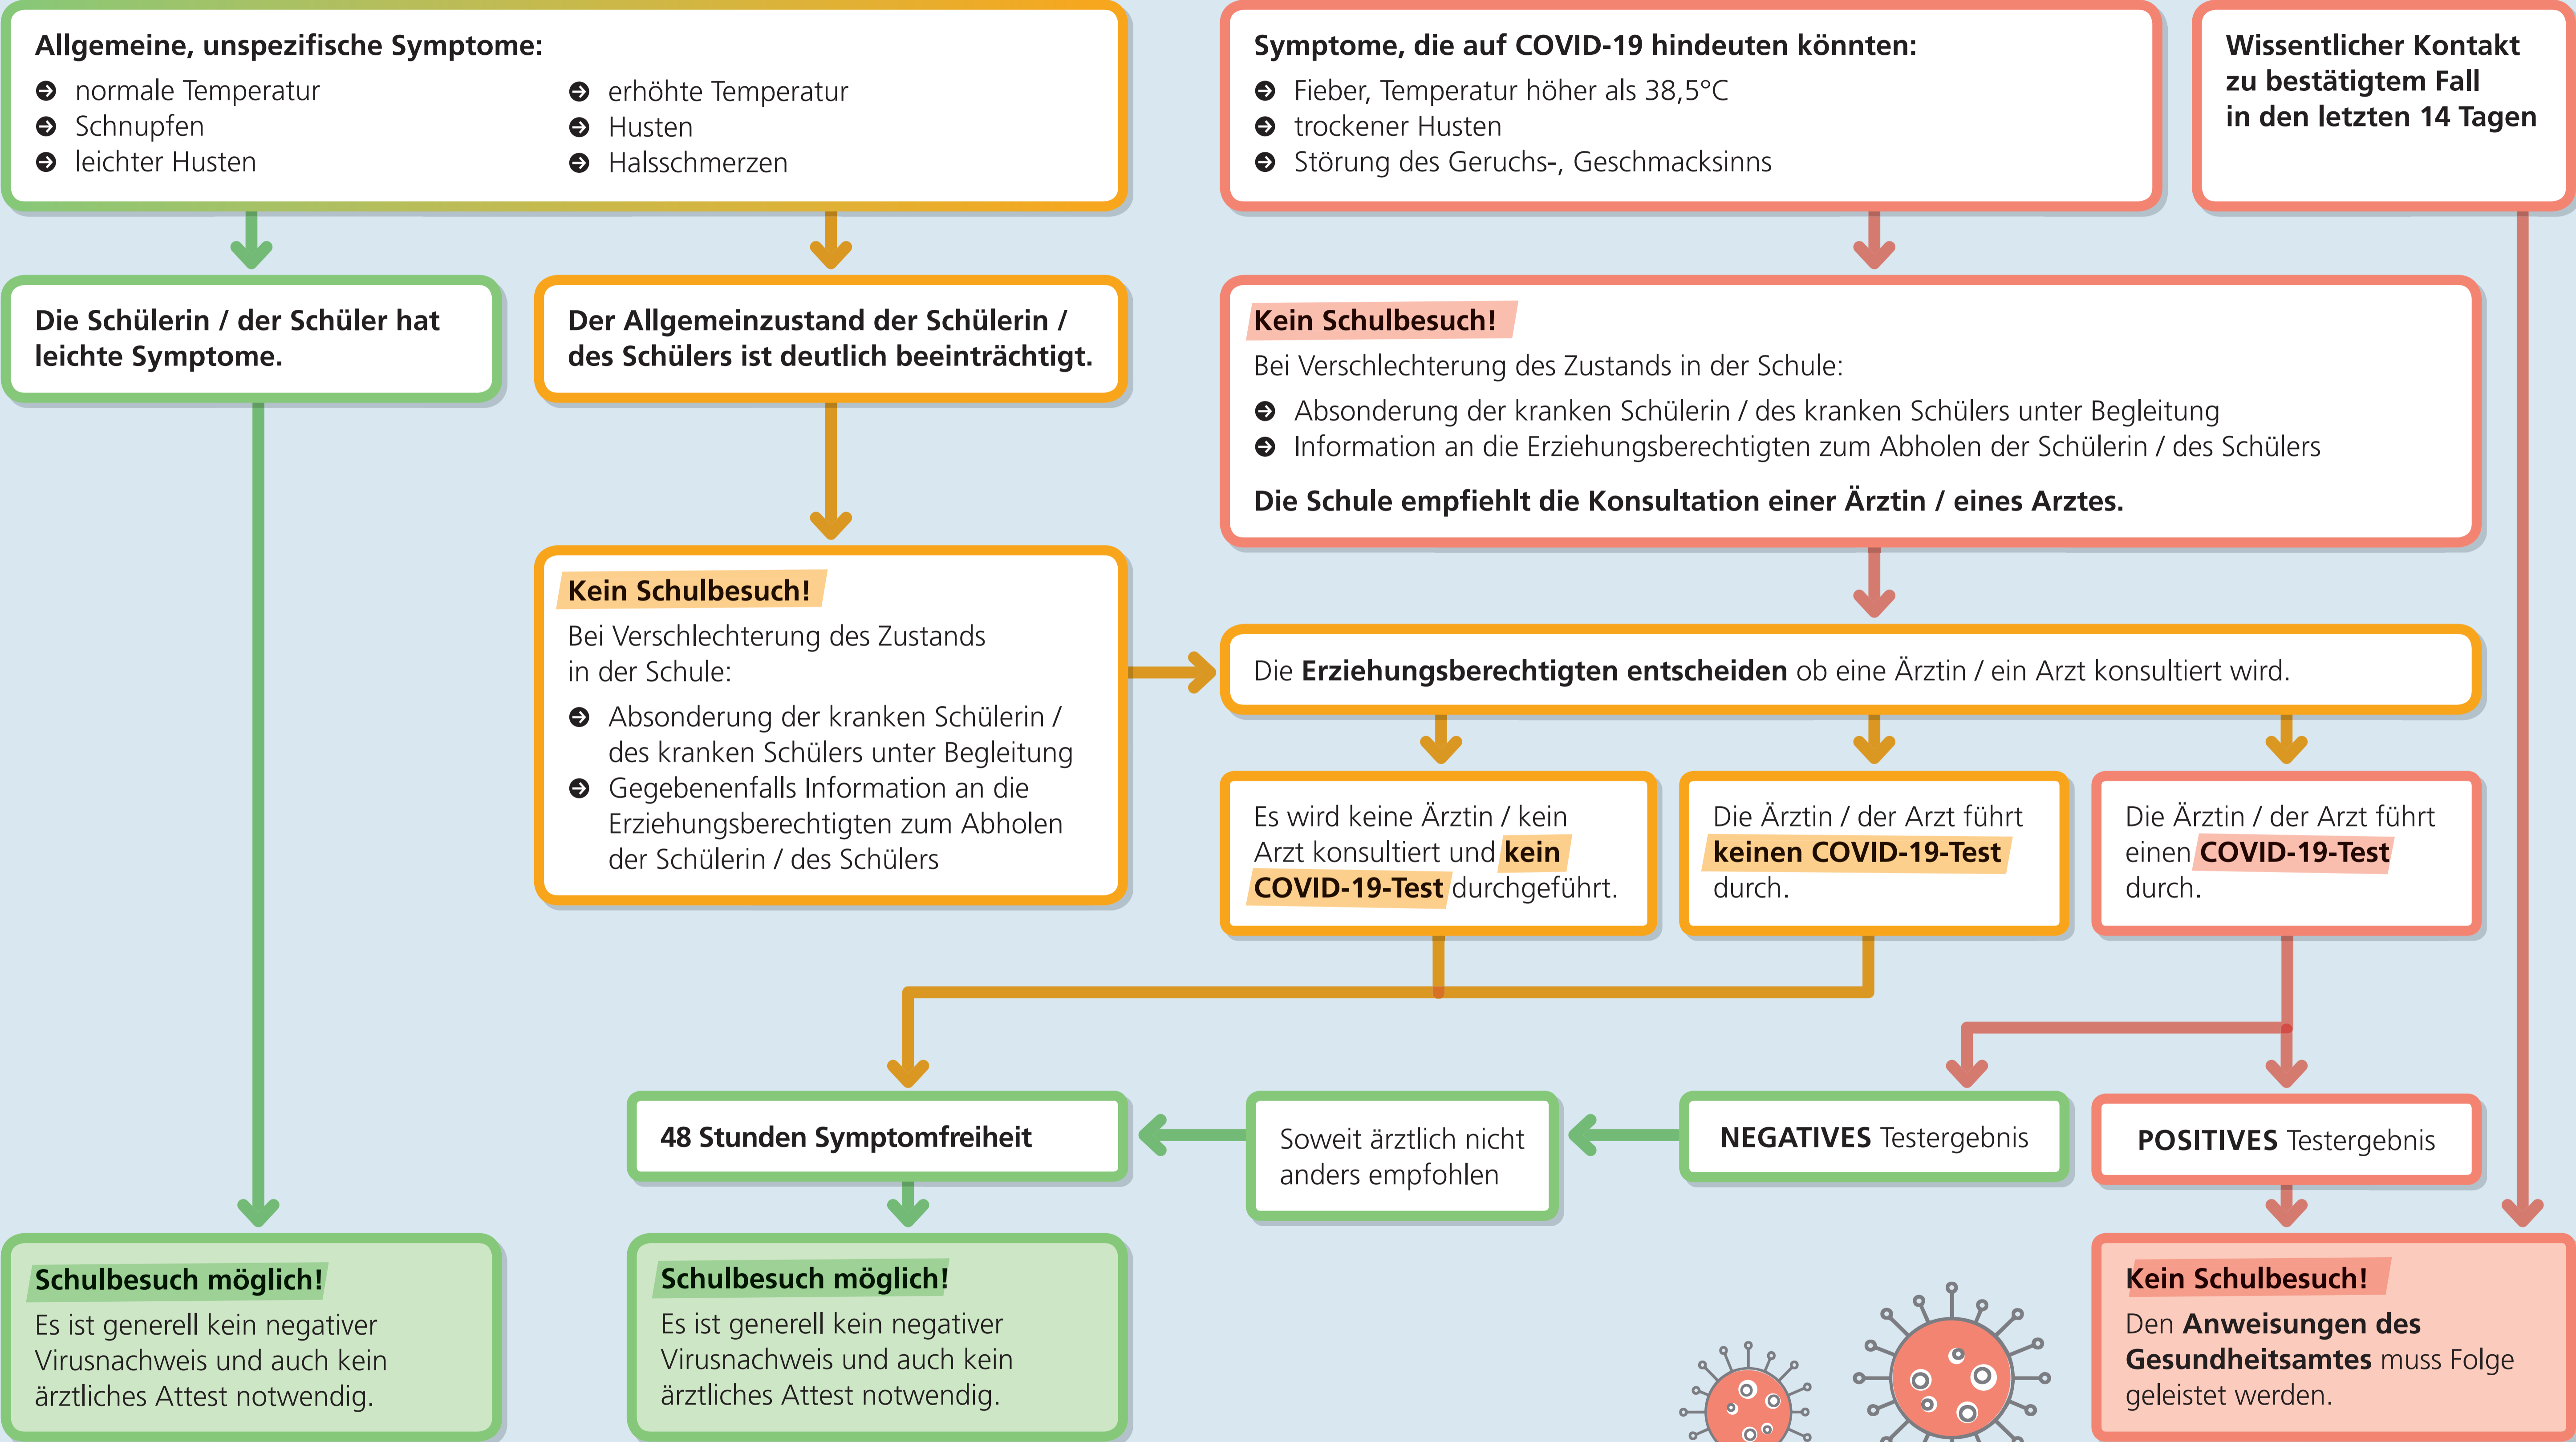 Allgemeine, unspezifische Symptome:
normale Temperatur
Schnupfen
leichter Husten
erhöhte Temperatur
Husten
Halsschmerzen
Symptome, die auf COVID-19 hindeuten könnten:
Fieber, Temperatur höher als 38,5°C
trockener Husten
Störung des Geruchs-, Geschmacksinns
Wissentlicher Kontakt
zu bestätigtem Fall
in den letzten 14 Tagen
Die Schülerin / der Schüler hat
leichte Symptome.
Der Allgemeinzustand der Schülerin /
des Schülers ist deutlich beeinträchtigt.
Kein Schulbesuch!
Bei Verschlechterung des Zustands in der Schule:
Absonderung der kranken Schülerin / des kranken Schülers unter Begleitung
Information an die Erziehungsberechtigten zum Abholen der Schülerin / des Schülers
Die Schule empfiehlt die Konsultation einer Ärztin / eines Arztes.
Kein Schulbesuch!
Bei Verschlechterung des Zustands
in der Schule:
Absonderung der kranken Schülerin /
des kranken Schülers unter Begleitung
Gegebenenfalls Information an die
Erziehungsberechtigten zum Abholen
der Schülerin / des Schülers
Die Erziehungsberechtigten entscheiden ob eine Ärztin / ein Arzt konsultiert wird.
Es wird keine Ärztin / kein
Arzt konsultiert und kein
COVID-19-Test durchgeführt.
Die Ärztin / der Arzt führt
keinen COVID-19-Test
durch.
Die Ärztin / der Arzt führt
einen COVID-19-Test
durch.
48 Stunden Symptomfreiheit
Soweit ärztlich nicht
anders empfohlen
NEGATIVES Testergebnis
POSITIVES Testergebnis
Schulbesuch möglich!
Es ist generell kein negativer
Virusnachweis und auch kein
ärztliches Attest notwendig.
Schulbesuch möglich!
Es ist generell kein negativer
Virusnachweis und auch kein
ärztliches Attest notwendig.
Kein Schulbesuch!
Den Anweisungen des
Gesundheitsamtes muss Folge
geleistet werden.